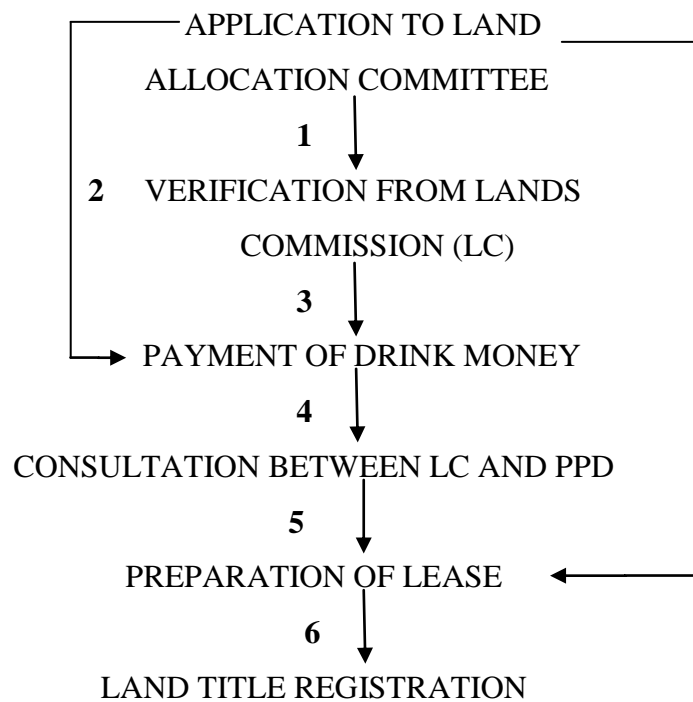 APPLICATION TO LAND
ALLOCATION COMMITTEE
1
2 VERIFICATION FROM LANDS
COMMISSION (LC)
3
PAYMENT OF DRINK MONEY
4
CONSULTATION BETWEEN LC AND PPD
5
PREPARATION OF LEASE
6
LAND TITLE REGISTRATION